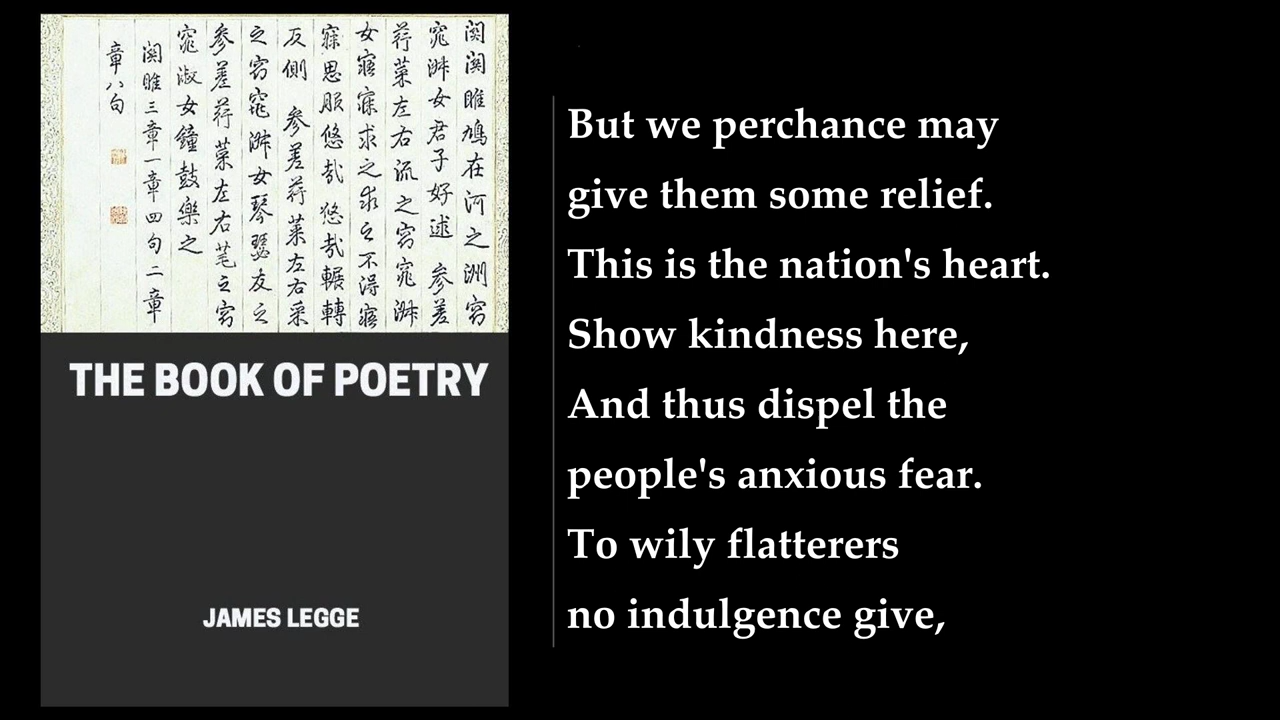 關關雎鳩在河之洲窈
窕淑女君子好逑 參差
荇菜左右流之窈窕淑
女寤寐求之求之不得寤
寐思服悠哉悠哉輾轉
反側 參差荇菜左右采
之窈窕淑女琴瑟友之
參差荇菜左右芼之窈
窕淑女鐘鼓樂之
關雎三章一章四句二章
章八句
THE BOOK OF POETRY
JAMES LEGGE
But we perchance may
give them some relief.
This is the nation's heart.
Show kindness here,
And thus dispel the
people's anxious fear.
To wily flatterers
no indulgence give,